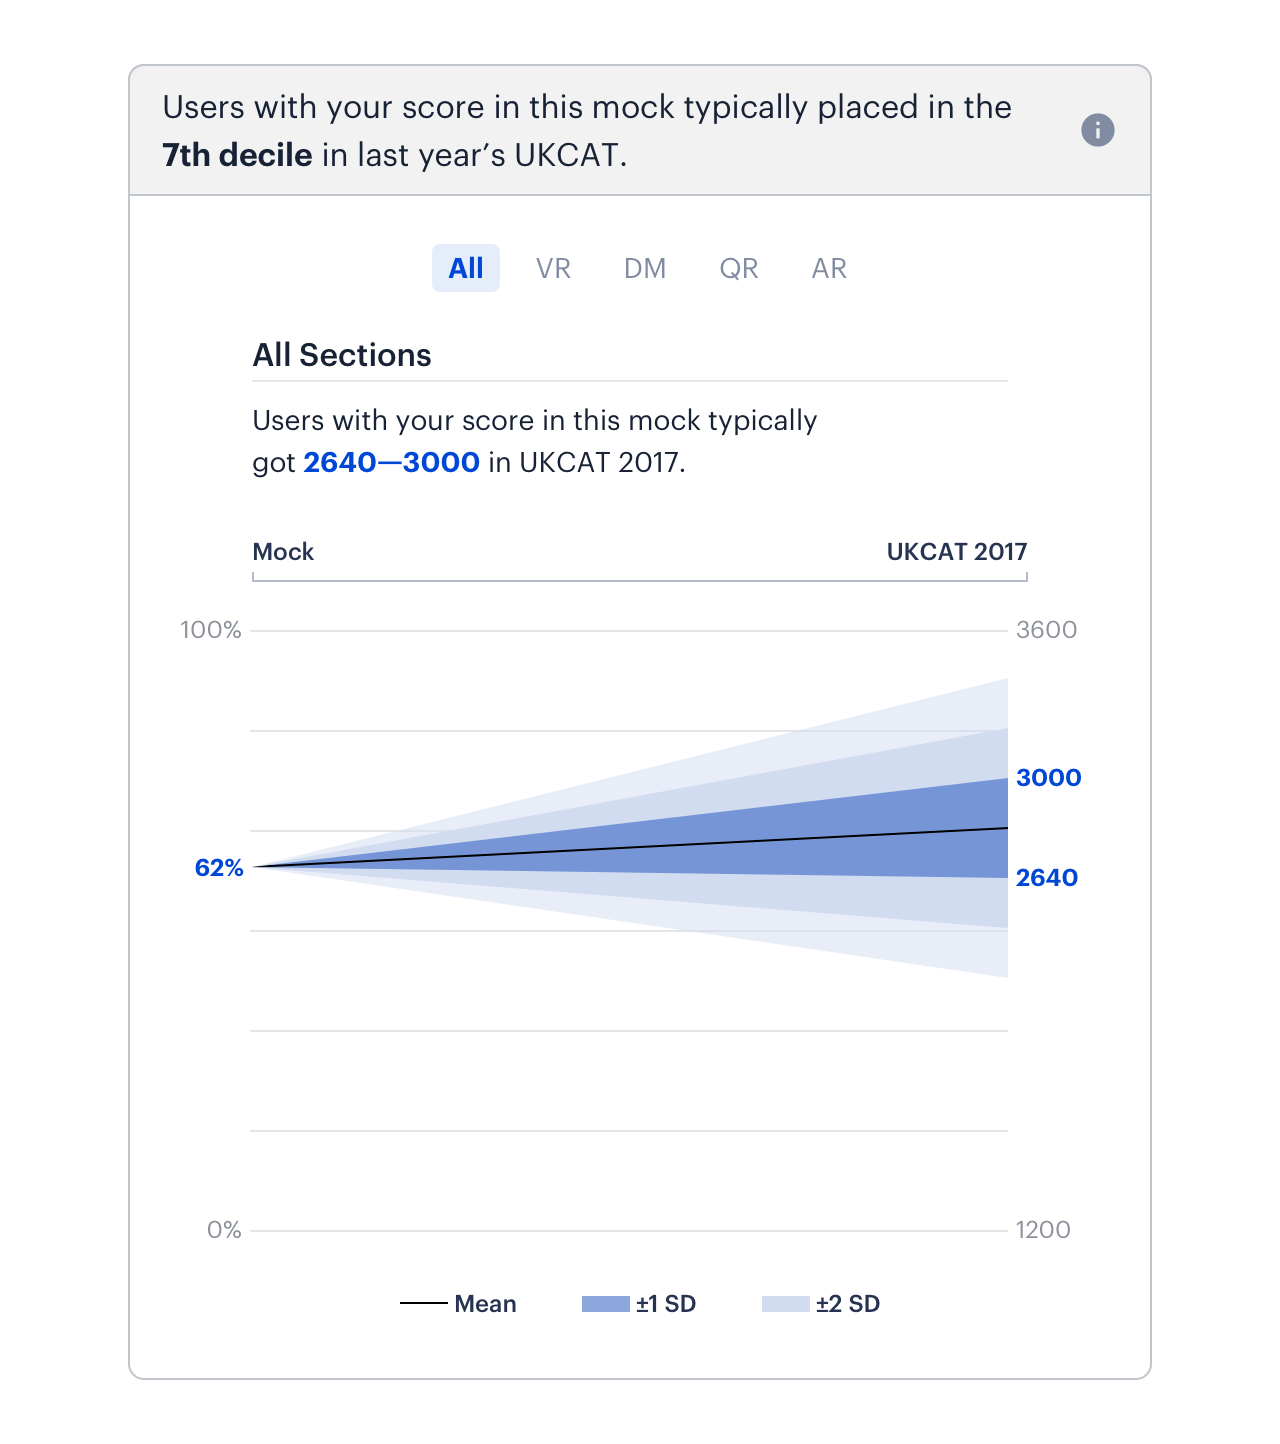 Users with your score in this mock typically placed in the
7th decile in last year’s UKCAT.
All VR DM QR AR
All Sections
Users with your score in this mock typically
got 2640—3000 in UKCAT 2017.
Mock UKCAT 2017
100% 3600
3000
62%
2640
0% 1200
Mean ±1 SD ±2 SD